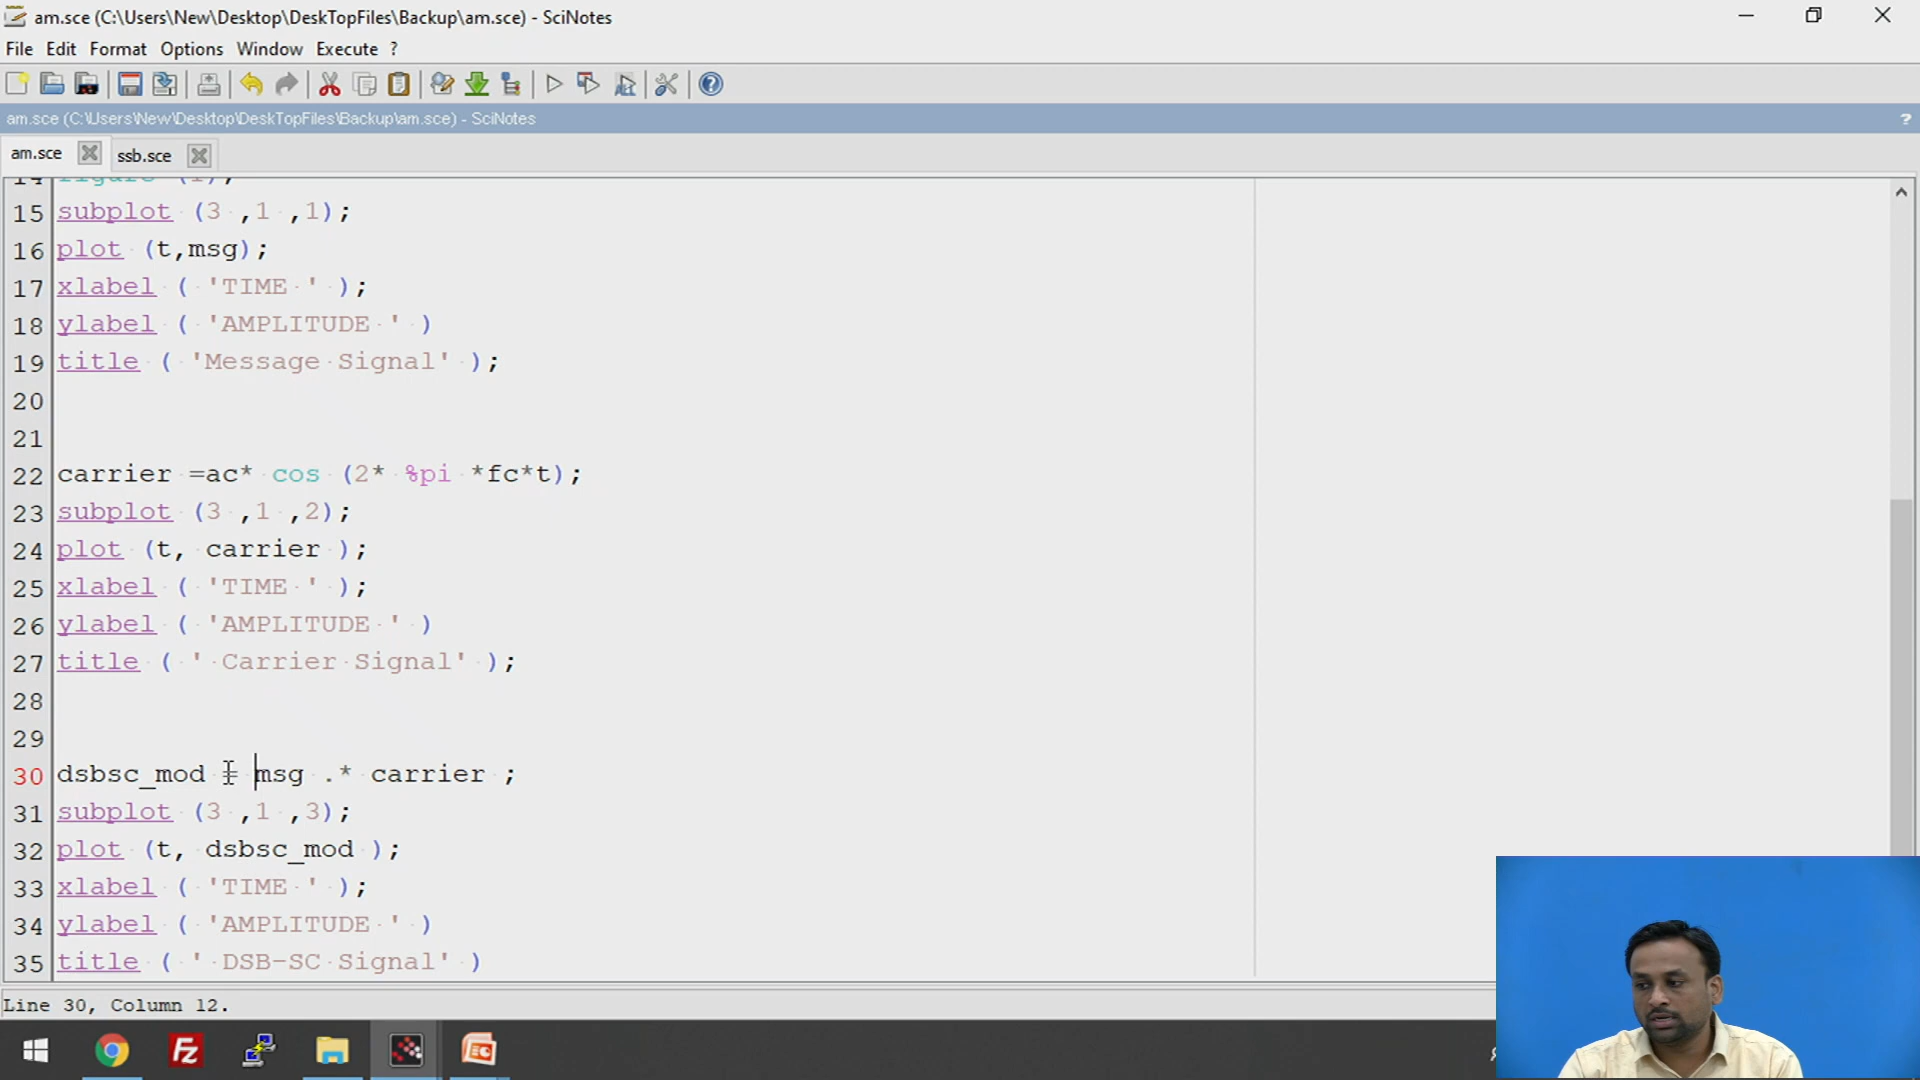 am.sce (C:\Users\New\Desktop\DeskTopFiles\Backup\am.sce) - SciNotes
File Edit Format Options Window Execute ?
am.sce (C:\Users\New\Desktop\DeskTopFiles\Backup\am.sce) - SciNotes ?
am.sce ssb.sce
14 figure (1);
15 subplot (3 ,1 ,1);
16 plot (t,msg);
17 xlabel ( 'TIME ' );
18 ylabel ( 'AMPLITUDE ' )
19 title ( 'Message Signal' );
20
21
22 carrier =ac* cos (2* %pi *fc*t);
23 subplot (3 ,1 ,2);
24 plot (t, carrier );
25 xlabel ( 'TIME ' );
26 ylabel ( 'AMPLITUDE ' )
27 title ( ' Carrier Signal' );
28
29
30 dsbsc_mod = msg .* carrier ;
31 subplot (3 ,1 ,3);
32 plot (t, dsbsc_mod );
33 xlabel ( 'TIME ' );
34 ylabel ( 'AMPLITUDE ' )
35 title ( ' DSB-SC Signal' )
Line 30, Column 12.